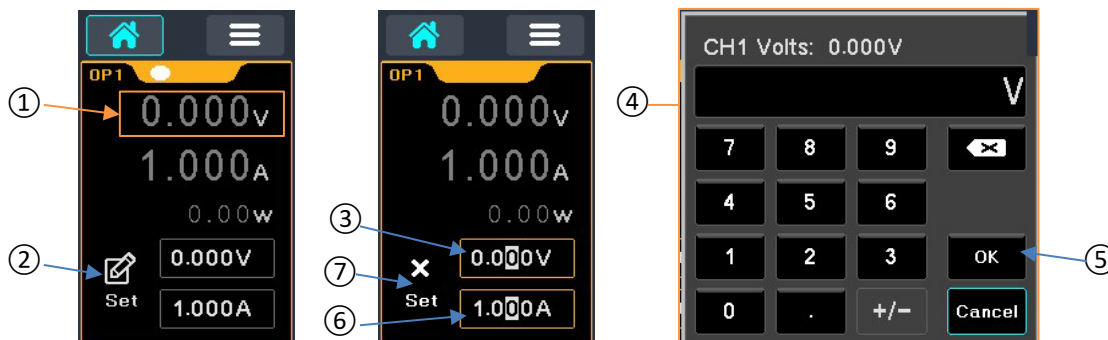 OP1
① 0.000V
1.000A
0.00W
② Set
0.000V
1.000A
OP1
0.000V
1.000A
0.00W
③ 0.000V
⑦ Set
⑥ 1.000A
④ CH1 Volts: 0.000V
V
7 8 9
4 5 6
1 2 3 OK ⑤
0 . +/− Cancel